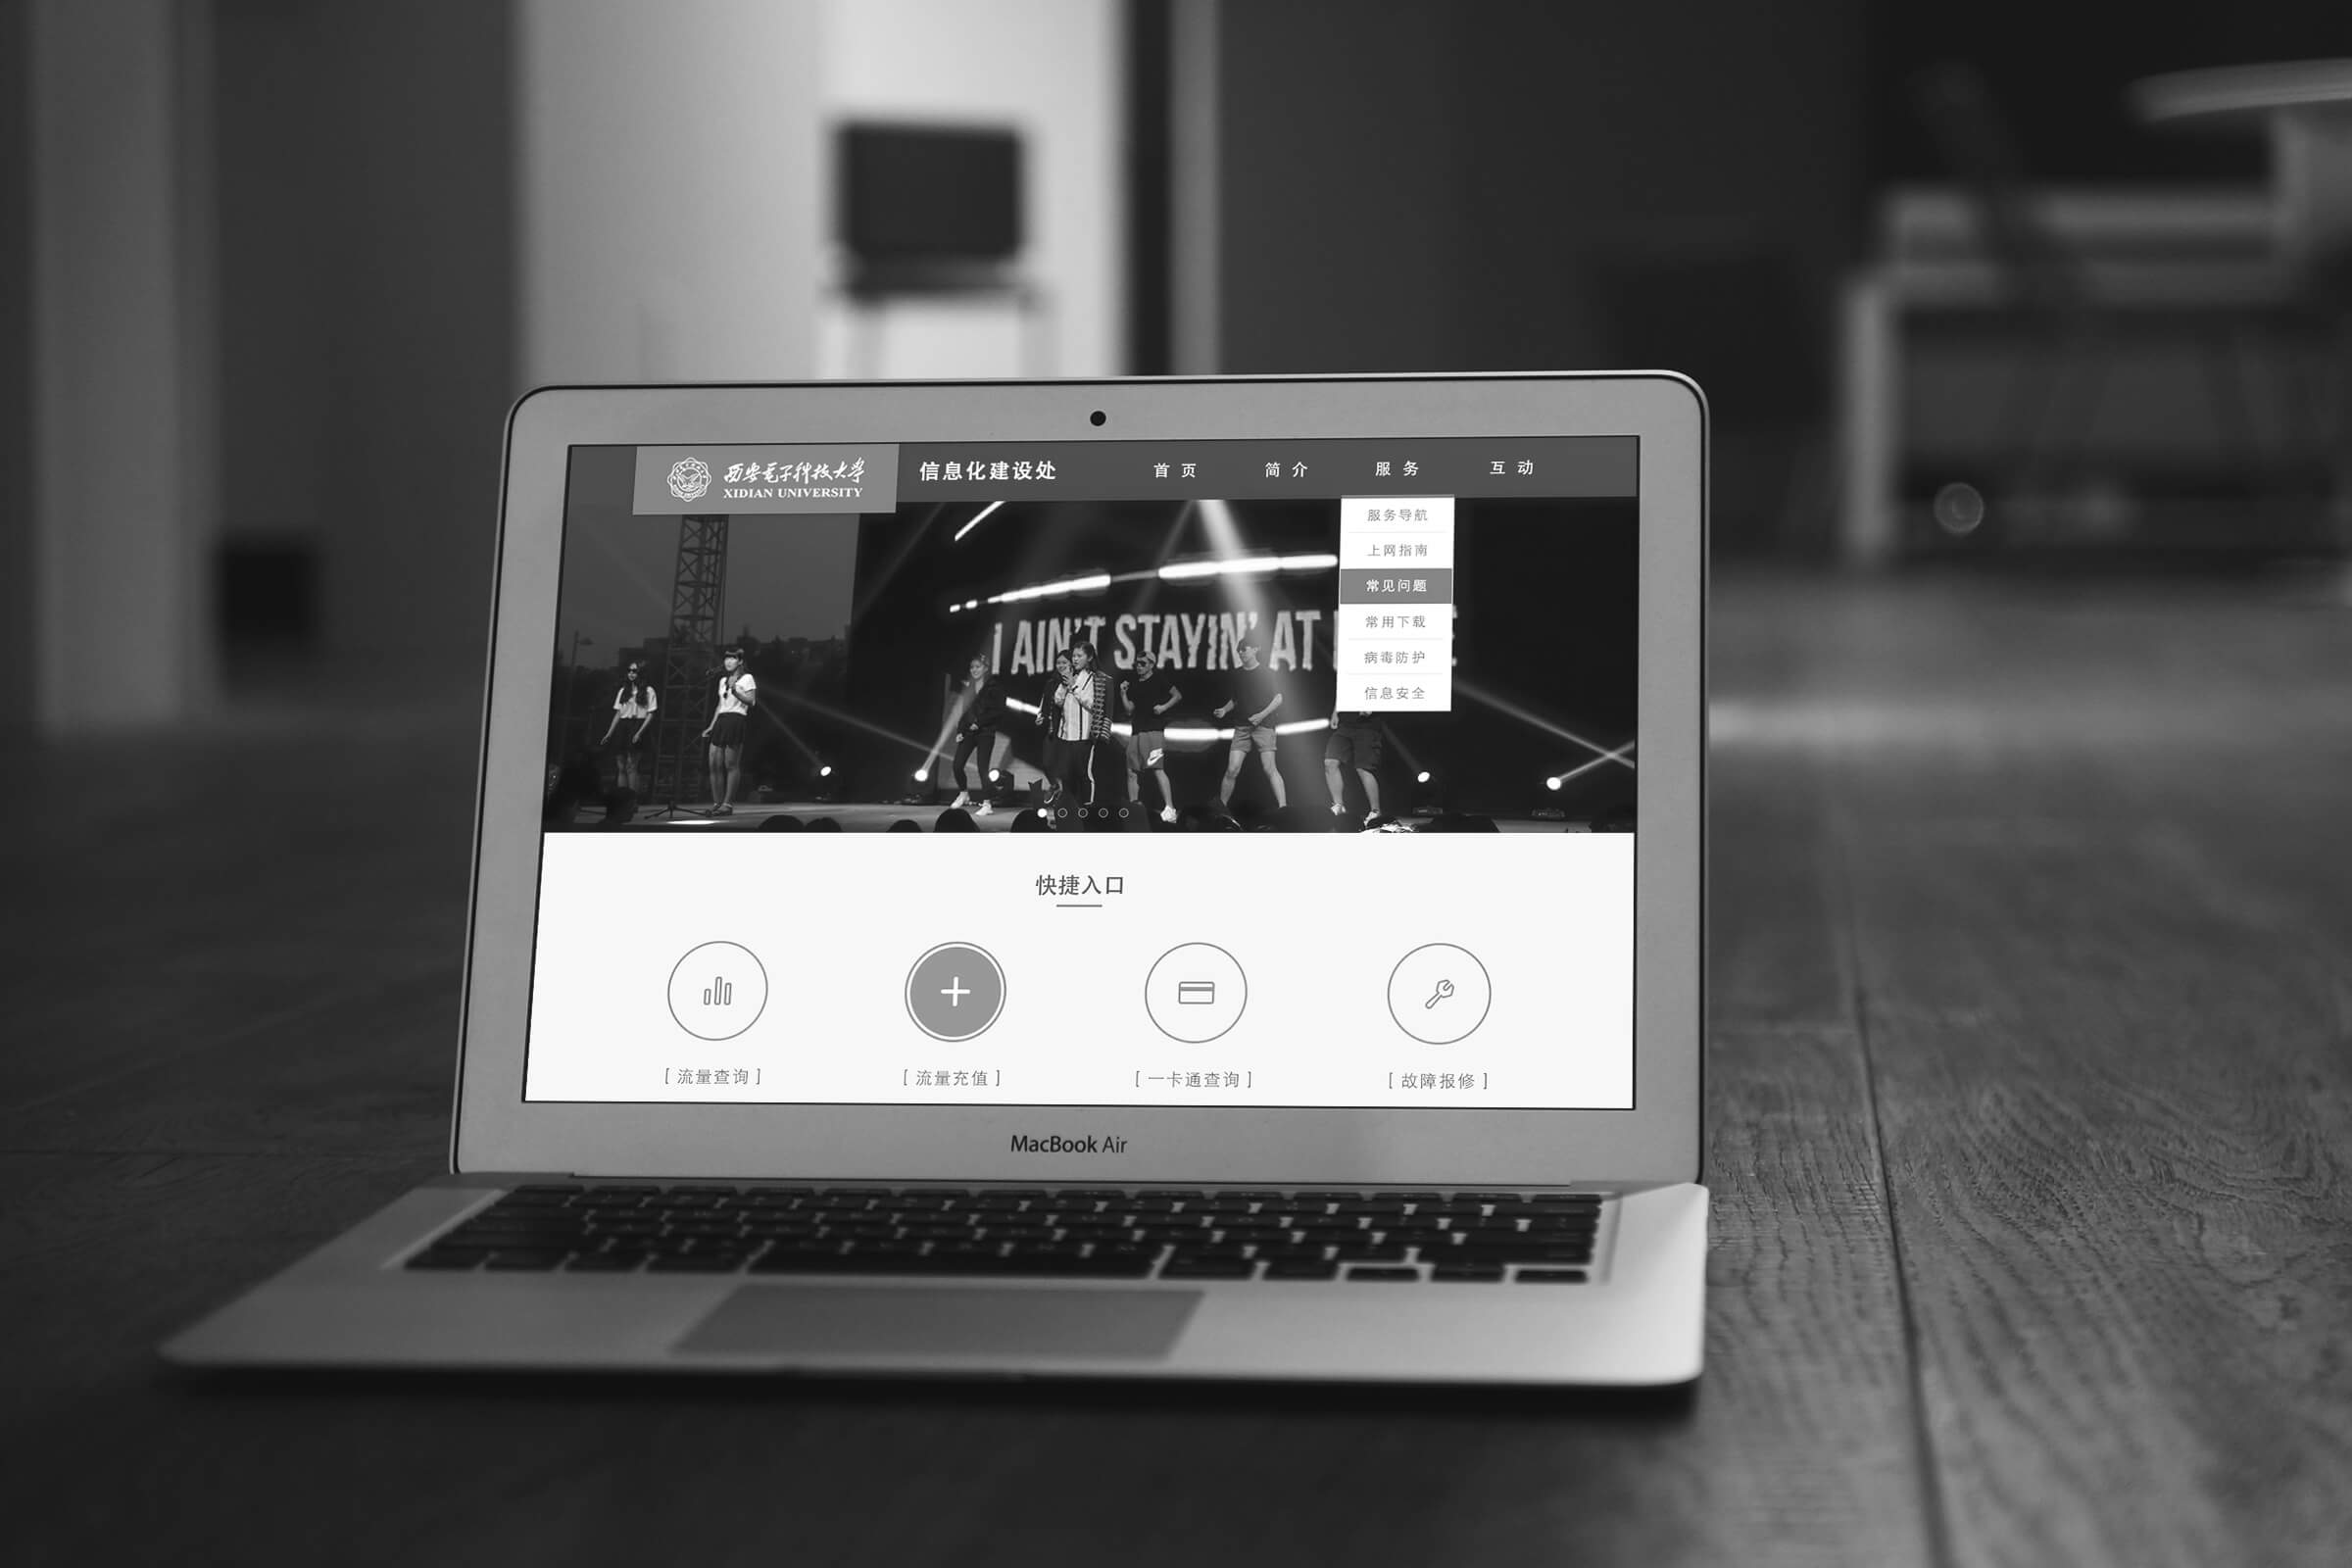 西安电子科技大学
XIDIAN UNIVERSITY
信息化建设处
首页
简介
服务
互动
服务导航
上网指南
常见问题
常用下载
病毒防护
信息安全
I AIN'T STAYIN' AT
快捷入口
[ 流量查询 ]
[ 流量充值 ]
[ 一卡通查询 ]
[ 故障报修 ]
MacBook Air